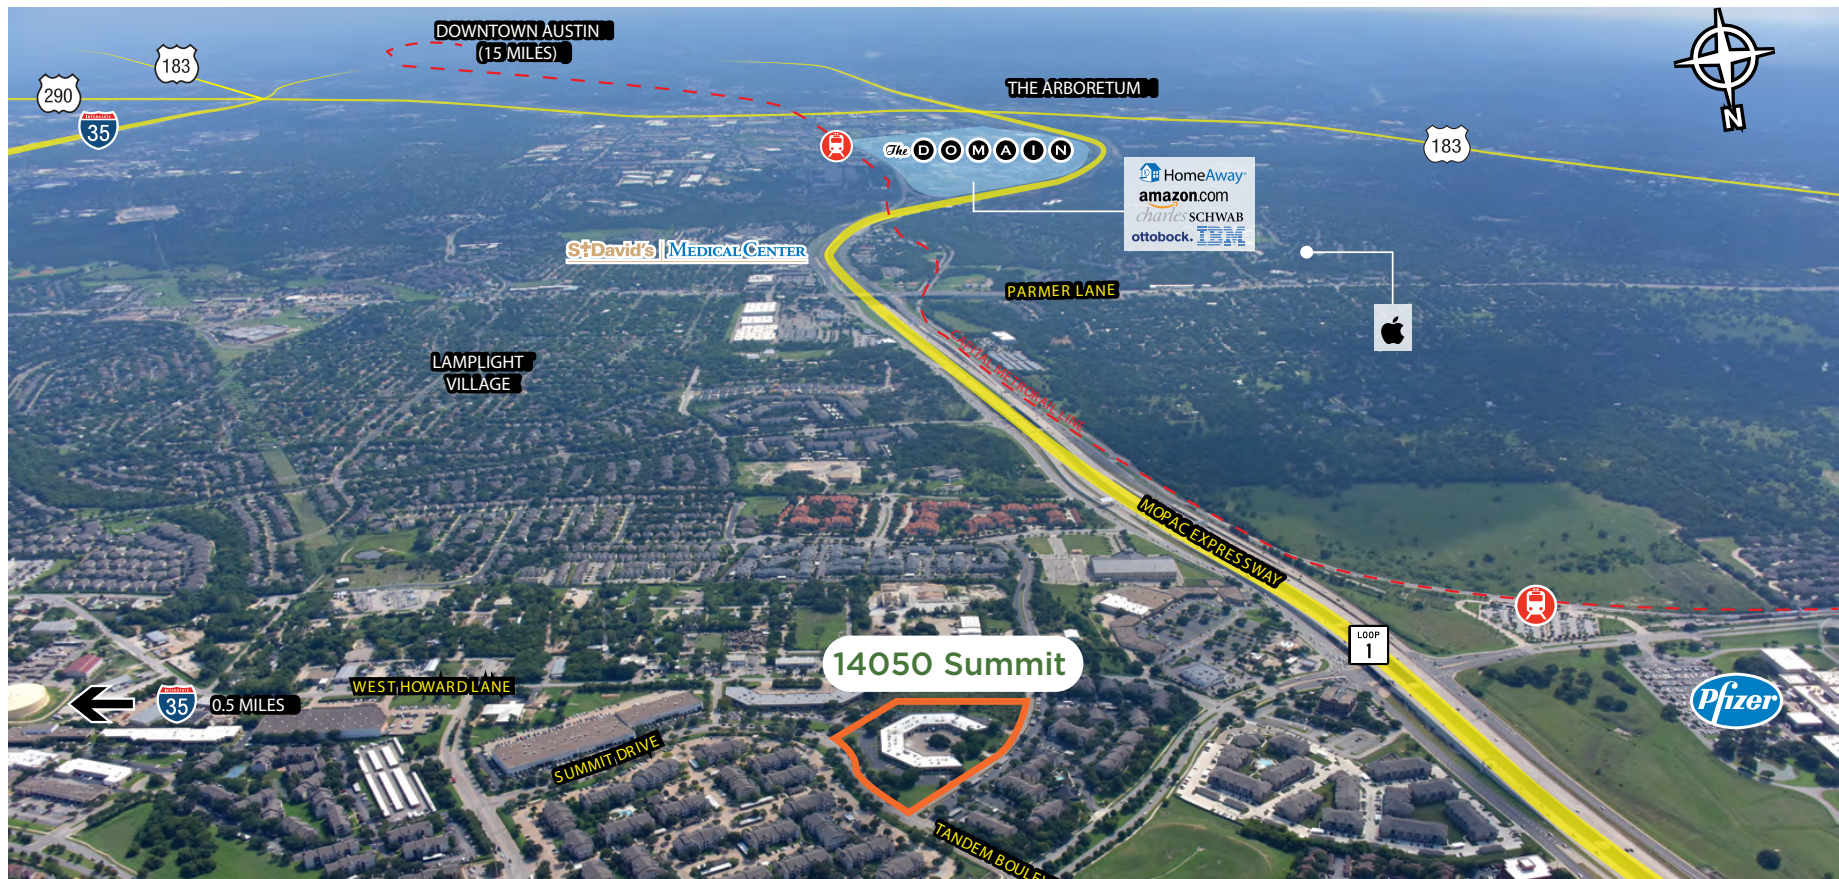 DOWNTOWN AUSTIN
(15 MILES)
183
290
INTERSTATE
35
THE ARBORETUM
N
The DOMAIN
183
HomeAway
amazon.com
charles SCHWAB
ottobock.
IBM
St David's
MEDICAL CENTER
PARMER LANE
CAPITAL METRORAIL LINE
LAMPLIGHT
VILLAGE
MOPAC EXPRESSWAY
LOOP
1
14050 Summit
WEST HOWARD LANE
INTERSTATE
35
0.5 MILES
Pfizer
SUMMIT DRIVE
TANDEM